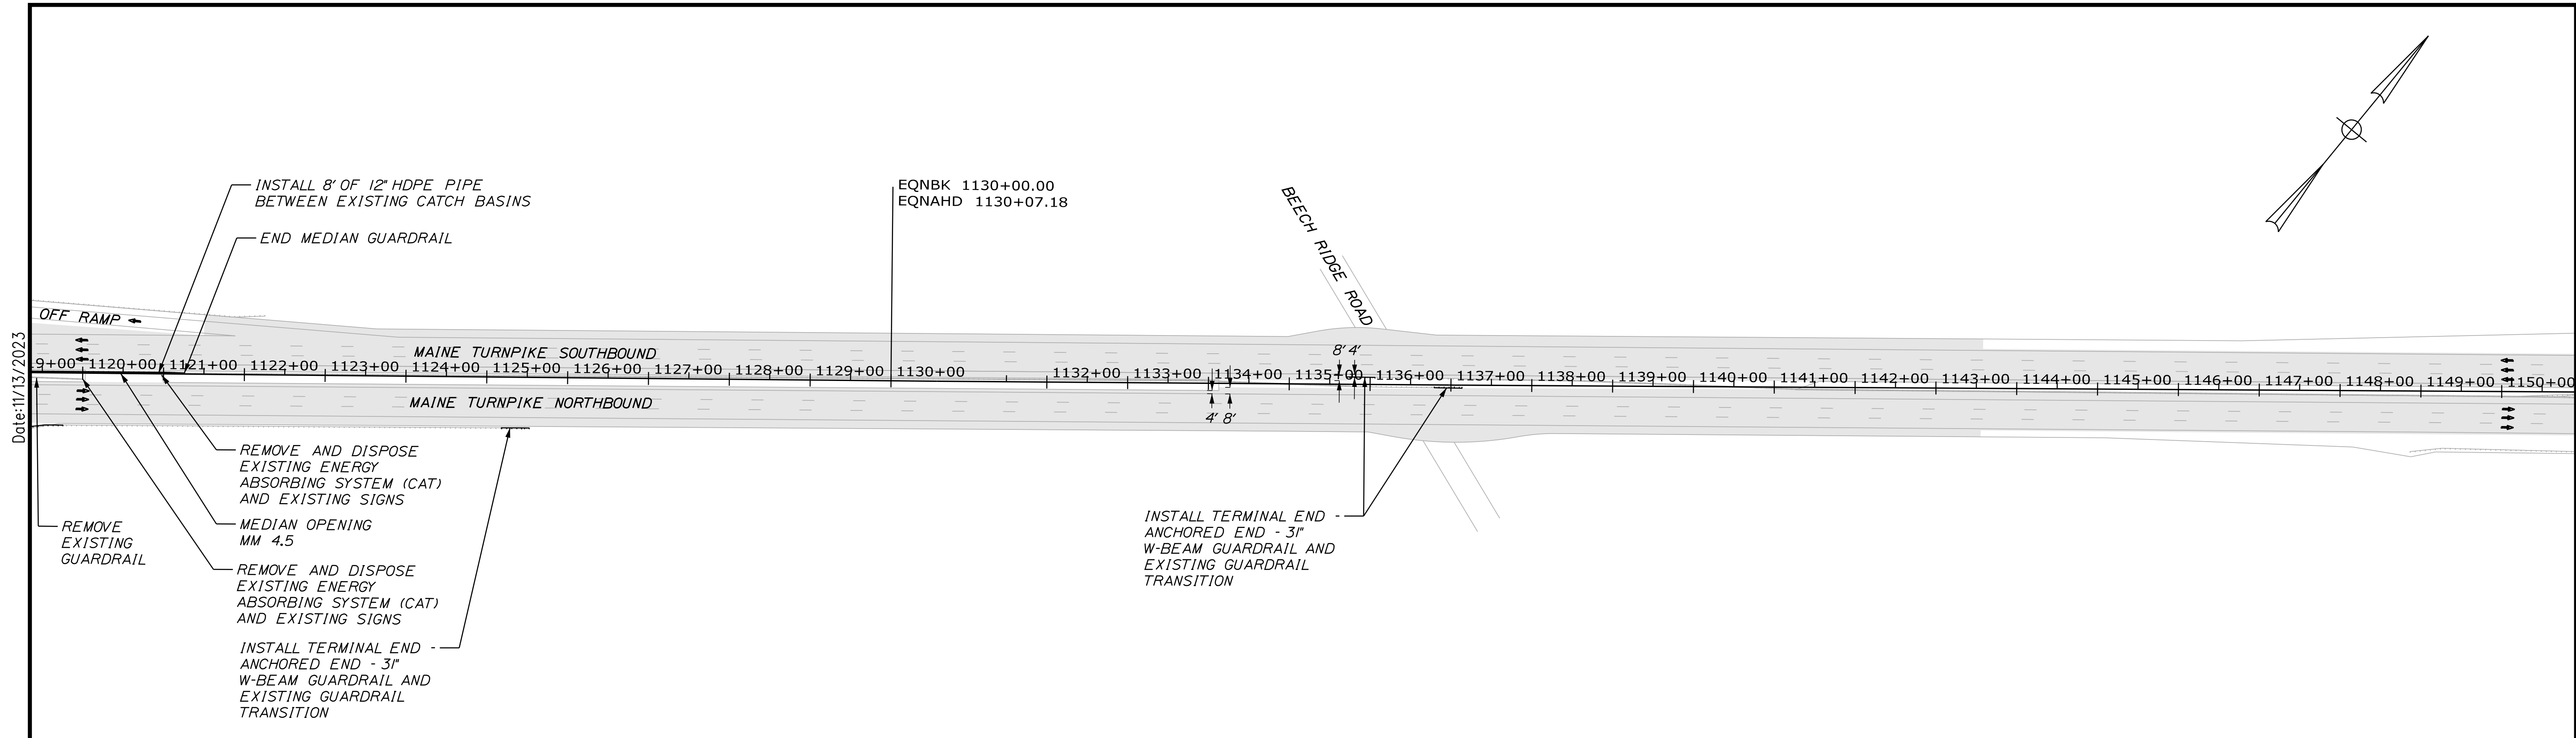 INSTALL 8' OF 12" HDPE PIPE
BETWEEN EXISTING CATCH BASINS
END MEDIAN GUARDRAIL
EQNBK 1130+00.00
EQNAHD 1130+07.18
BEECH RIDGE ROAD
OFF RAMP
MAINE TURNPIKE SOUTHBOUND
8' 4'
9+00 1120+00 1121+00 1122+00 1123+00 1124+00 1125+00 1126+00 1127+00 1128+00 1129+00 1130+00 1132+00 1133+00 1134+00 1135+00 1136+00 1137+00 1138+00 1139+00 1140+00 1141+00 1142+00 1143+00 1144+00 1145+00 1146+00 1147+00 1148+00 1149+00 1150+00
MAINE TURNPIKE NORTHBOUND
4' 8'
Date:11/13/2023
REMOVE AND DISPOSE
EXISTING ENERGY
ABSORBING SYSTEM (CAT)
AND EXISTING SIGNS
MEDIAN OPENING
MM 4.5
REMOVE
EXISTING
GUARDRAIL
REMOVE AND DISPOSE
EXISTING ENERGY
ABSORBING SYSTEM (CAT)
AND EXISTING SIGNS
INSTALL TERMINAL END -
ANCHORED END - 31"
W-BEAM GUARDRAIL AND
EXISTING GUARDRAIL
TRANSITION
INSTALL TERMINAL END -
ANCHORED END - 31"
W-BEAM GUARDRAIL AND
EXISTING GUARDRAIL
TRANSITION